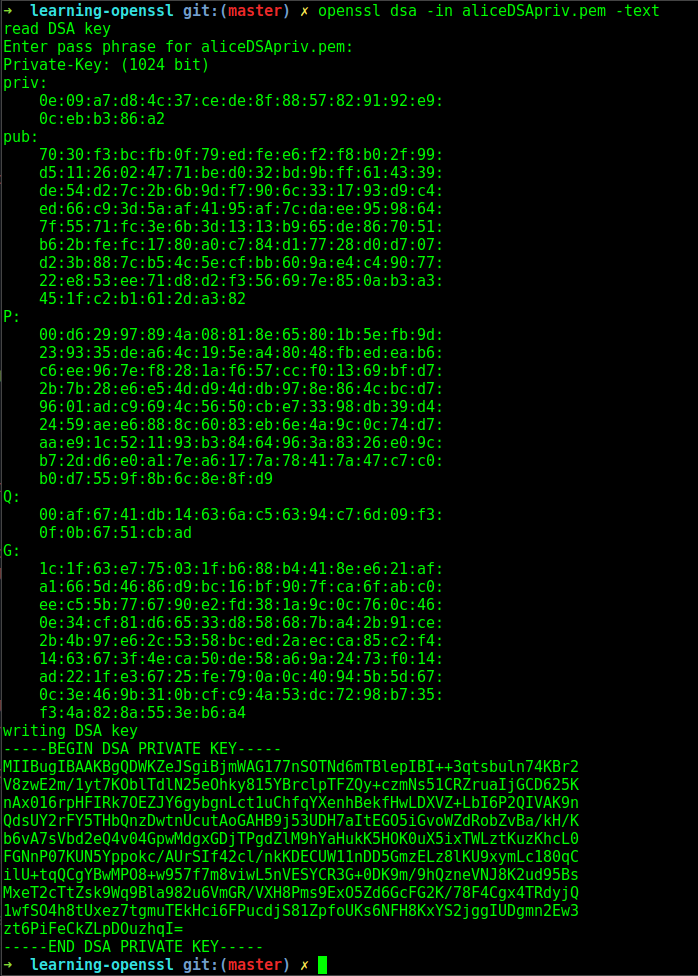 ➜  learning-openssl git:(master) ✗ openssl dsa -in aliceDSApriv.pem -text
read DSA key
Enter pass phrase for aliceDSApriv.pem:
Private-Key: (1024 bit)
priv:
    0e:09:a7:d8:4c:37:ce:de:8f:88:57:82:91:92:e9:
    0c:eb:b3:86:a2
pub:
    70:30:f3:bc:fb:0f:79:ed:fe:e6:f2:f8:b0:2f:99:
    d5:11:26:02:47:71:be:d0:32:bd:9b:ff:61:43:39:
    de:54:d2:7c:2b:6b:9d:f7:90:6c:33:17:93:d9:c4:
    ed:66:c9:3d:5a:af:41:95:af:7c:da:ee:95:98:64:
    7f:55:71:fc:3e:6b:3d:13:13:b9:65:de:86:70:51:
    b6:2b:fe:fc:17:80:a0:c7:84:d1:77:28:d0:d7:07:
    d2:3b:88:7c:b5:4c:5e:cf:bb:60:9a:e4:c4:90:77:
    22:e8:53:ee:71:d8:d2:f3:56:69:7e:85:0a:b3:a3:
    45:1f:c2:b1:61:2d:a3:82
P:
    00:d6:29:97:89:4a:08:81:8e:65:80:1b:5e:fb:9d:
    23:93:35:de:a6:4c:19:5e:a4:80:48:fb:ed:ea:b6:
    c6:ee:96:7e:f8:28:1a:f6:57:cc:f0:13:69:bf:d7:
    2b:7b:28:e6:e5:4d:d9:4d:db:97:8e:86:4c:bc:d7:
    96:01:ad:c9:69:4c:56:50:cb:e7:33:98:db:39:d4:
    24:59:ae:e6:88:8c:60:83:eb:6e:4a:9c:0c:74:d7:
    aa:e9:1c:52:11:93:b3:84:64:96:3a:83:26:e0:9c:
    b7:2d:d6:e0:a1:7e:a6:17:7a:78:41:7a:47:c7:c0:
    b0:d7:55:9f:8b:6c:8e:8f:d9
Q:
    00:af:67:41:db:14:63:6a:c5:63:94:c7:6d:09:f3:
    0f:0b:67:51:cb:ad
G:
    1c:1f:63:e7:75:03:1f:b6:88:b4:41:8e:e6:21:af:
    a1:66:5d:46:86:d9:bc:16:bf:90:7f:ca:6f:ab:c0:
    ee:c5:5b:77:67:90:e2:fd:38:1a:9c:0c:76:0c:46:
    0e:34:cf:81:d6:65:33:d8:58:68:7b:a4:2b:91:ce:
    2b:4b:97:e6:2c:53:58:bc:ed:2a:ec:ca:85:c2:f4:
    14:63:67:3f:4e:ca:50:de:58:a6:9a:24:73:f0:14:
    ad:22:1f:e3:67:25:fe:79:0a:0c:40:94:5b:5d:67:
    0c:3e:46:9b:31:0b:cf:c9:4a:53:dc:72:98:b7:35:
    f3:4a:82:8a:55:3e:b6:a4
writing DSA key
-----BEGIN DSA PRIVATE KEY-----
MIIBugIBAAKBgQDWKZeJSgiBjmWAG177nSOTNd6mTBlepIBI++3qtsbuln74KBr2
V8zwE2m/1yt7KOblTdlN25eOhky815YBrclpTFZQy+czmNs51CRZruaIjGCD625K
nAx016rpHFIRk7OEZJY6gybgnLct1uChfqYXenhBekfHwLDXVZ+LbI6P2QIVAK9n
QdsUY2rFY5THbQnzDwtnUcutAoGAHB9j53UDH7aItEGO5iGvoWZdRobZvBa/kH/K
b6vA7sVbd2eQ4v04GpwMdgxGDjTPgdZlM9hYaHukK5HOK0uX5ixTWLztKuzKhcL0
FGNnP07KUN5Yppokc/AUrSIf42cl/nkKDECUW11nDD5GmzELz8lKU9xymLc180qC
ilU+tqQCgYBwMPO8+w957f7m8viwL5nVESYCR3G+0DK9m/9hQzneVNJ8K2ud95Bs
MxeT2cTtZsk9Wq9Bla982u6VmGR/VXH8Pms9ExO5Zd6GcFG2K/78F4Cgx4TRdyjQ
1wfSO4h8tUxez7tgmuTEkHci6FPucdjS81ZpfoUKs6NFH8KxYS2jggIUDgmn2Ew3
zt6PiFeCkZLpDOuzhqI=
-----END DSA PRIVATE KEY-----
➜  learning-openssl git:(master) ✗